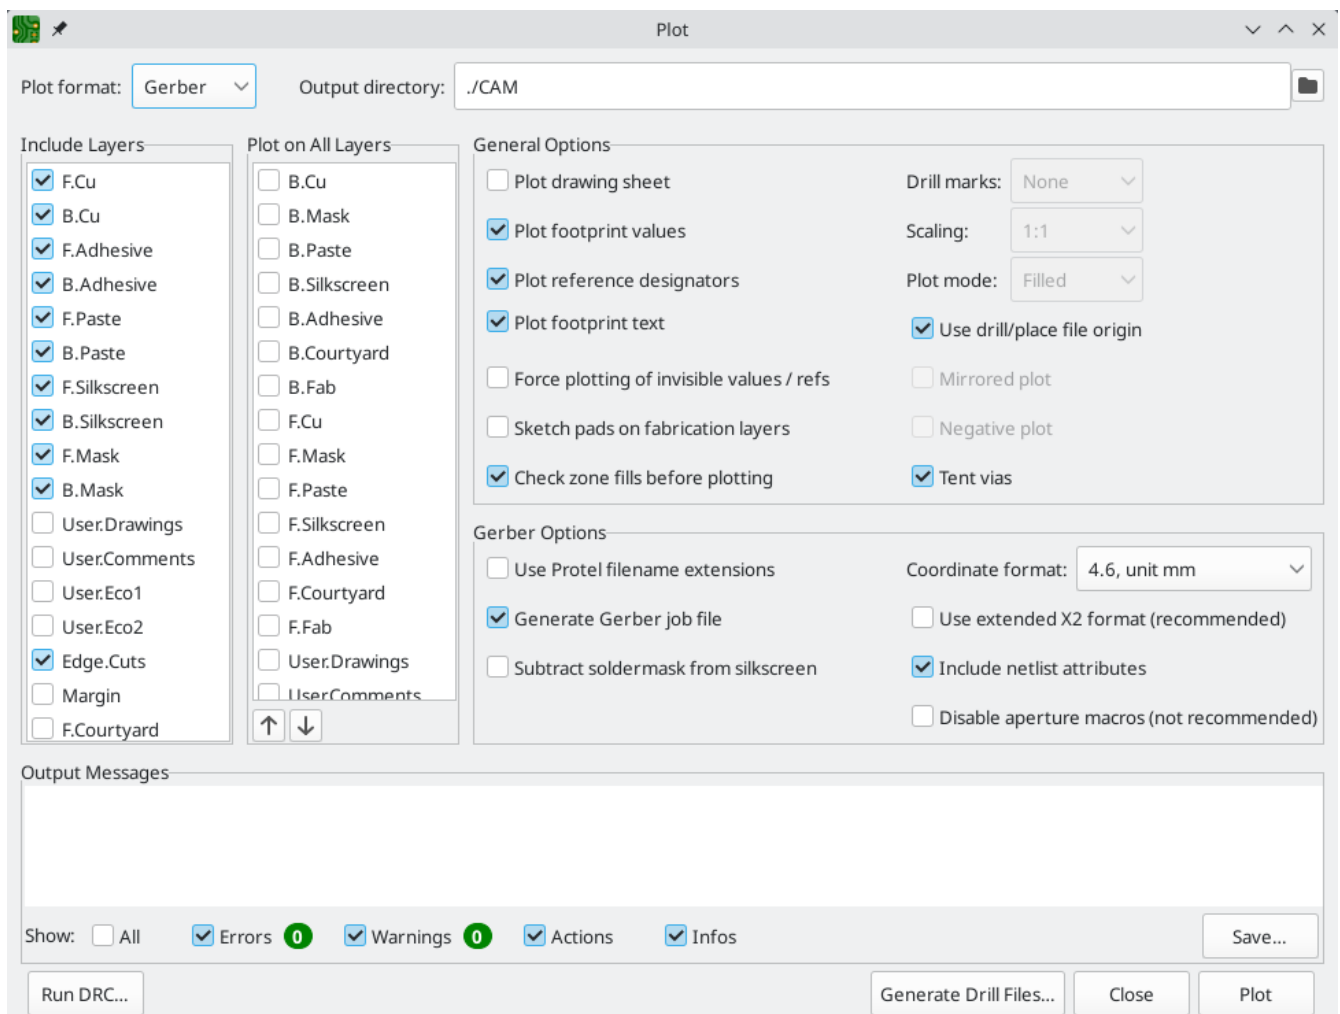 Plot
Plot format: Gerber Output directory: ./CAM
Include Layers
F.Cu
B.Cu
F.Adhesive
B.Adhesive
F.Paste
B.Paste
F.Silkscreen
B.Silkscreen
F.Mask
B.Mask
User.Drawings
User.Comments
User.Eco1
User.Eco2
Edge.Cuts
Margin
F.Courtyard
Plot on All Layers
B.Cu
B.Mask
B.Paste
B.Silkscreen
B.Adhesive
B.Courtyard
B.Fab
F.Cu
F.Mask
F.Paste
F.Silkscreen
F.Adhesive
F.Courtyard
F.Fab
User.Drawings
User.Comments
General Options
Plot drawing sheet
Plot footprint values
Plot reference designators
Plot footprint text
Force plotting of invisible values / refs
Sketch pads on fabrication layers
Check zone fills before plotting
Drill marks: None
Scaling: 1:1
Plot mode: Filled
Use drill/place file origin
Mirrored plot
Negative plot
Tent vias
Gerber Options
Use Protel filename extensions
Generate Gerber job file
Subtract soldermask from silkscreen
Coordinate format: 4.6, unit mm
Use extended X2 format (recommended)
Include netlist attributes
Disable aperture macros (not recommended)
Output Messages
Show: All Errors 0 Warnings 0 Actions Infos Save...
Run DRC... Generate Drill Files... Close Plot